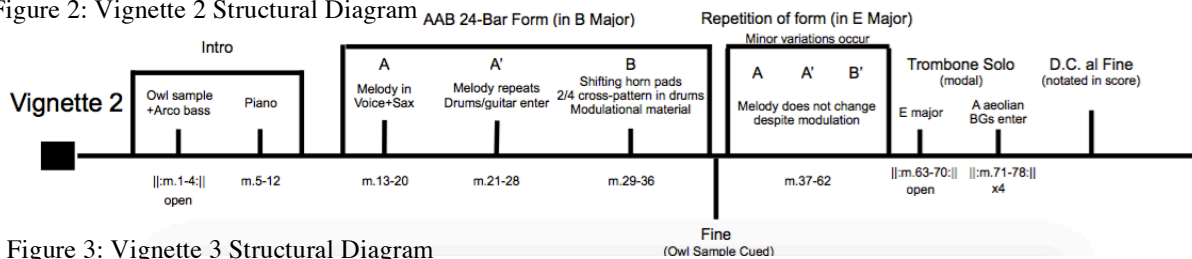 Figure 2: Vignette 2 Structural Diagram
AAB 24-Bar Form (in B Major)
Repetition of form (in E Major)
Minor variations occur
Intro
Trombone Solo
(modal)
D.C. al Fine
(notated in score)
Vignette 2
Owl sample
+Arco bass
Piano
A
Melody in
Voice+Sax
A'
Melody repeats
Drums/guitar enter
B
Shifting horn pads
2/4 cross-pattern in drums
Modulational material
A A' B'
Melody does not change
despite modulation
E major
A aeolian
BGs enter
||:m.1-4:||
open
m.5-12
m.13-20
m.21-28
m.29-36
m.37-62
||:m.63-70:||
open
||:m.71-78:||
x4
Fine
(Owl Sample Cued)
Figure 3: Vignette 3 Structural Diagram